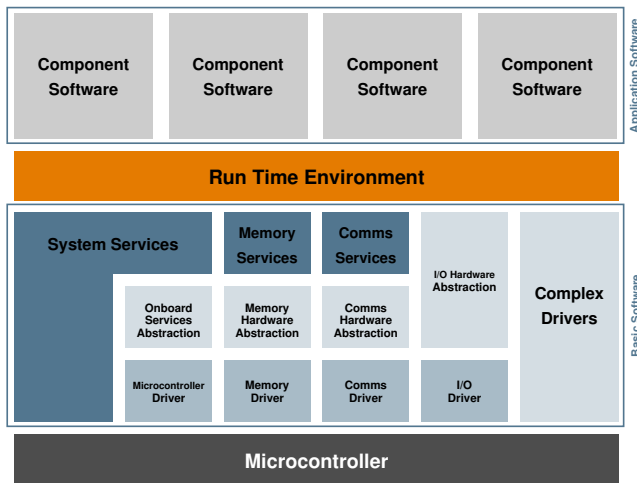 Component
Software
Component
Software
Component
Software
Component
Software
Application Software
Run Time Environment
System Services
Memory
Services
Comms
Services
I/O Hardware
Abstraction
Complex
Drivers
Onboard
Services
Abstraction
Memory
Hardware
Abstraction
Comms
Hardware
Abstraction
Microcontroller
Driver
Memory
Driver
Comms
Driver
I/O
Driver
Basic Software
Microcontroller